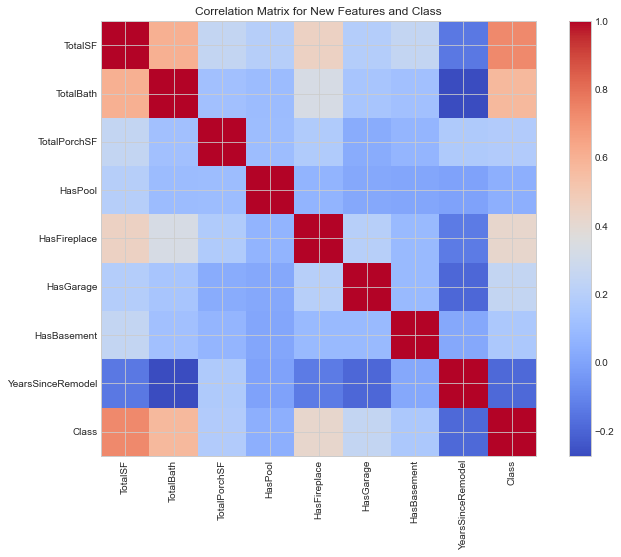 Correlation Matrix for New Features and Class
TotalSF
TotalBath
TotalPorchSF
HasPool
HasFireplace
HasGarage
HasBasement
YearsSinceRemodel
Class
TotalSF
TotalBath
TotalPorchSF
HasPool
HasFireplace
HasGarage
HasBasement
YearsSinceRemodel
Class
1.0
0.8
0.6
0.4
0.2
0.0
−0.2